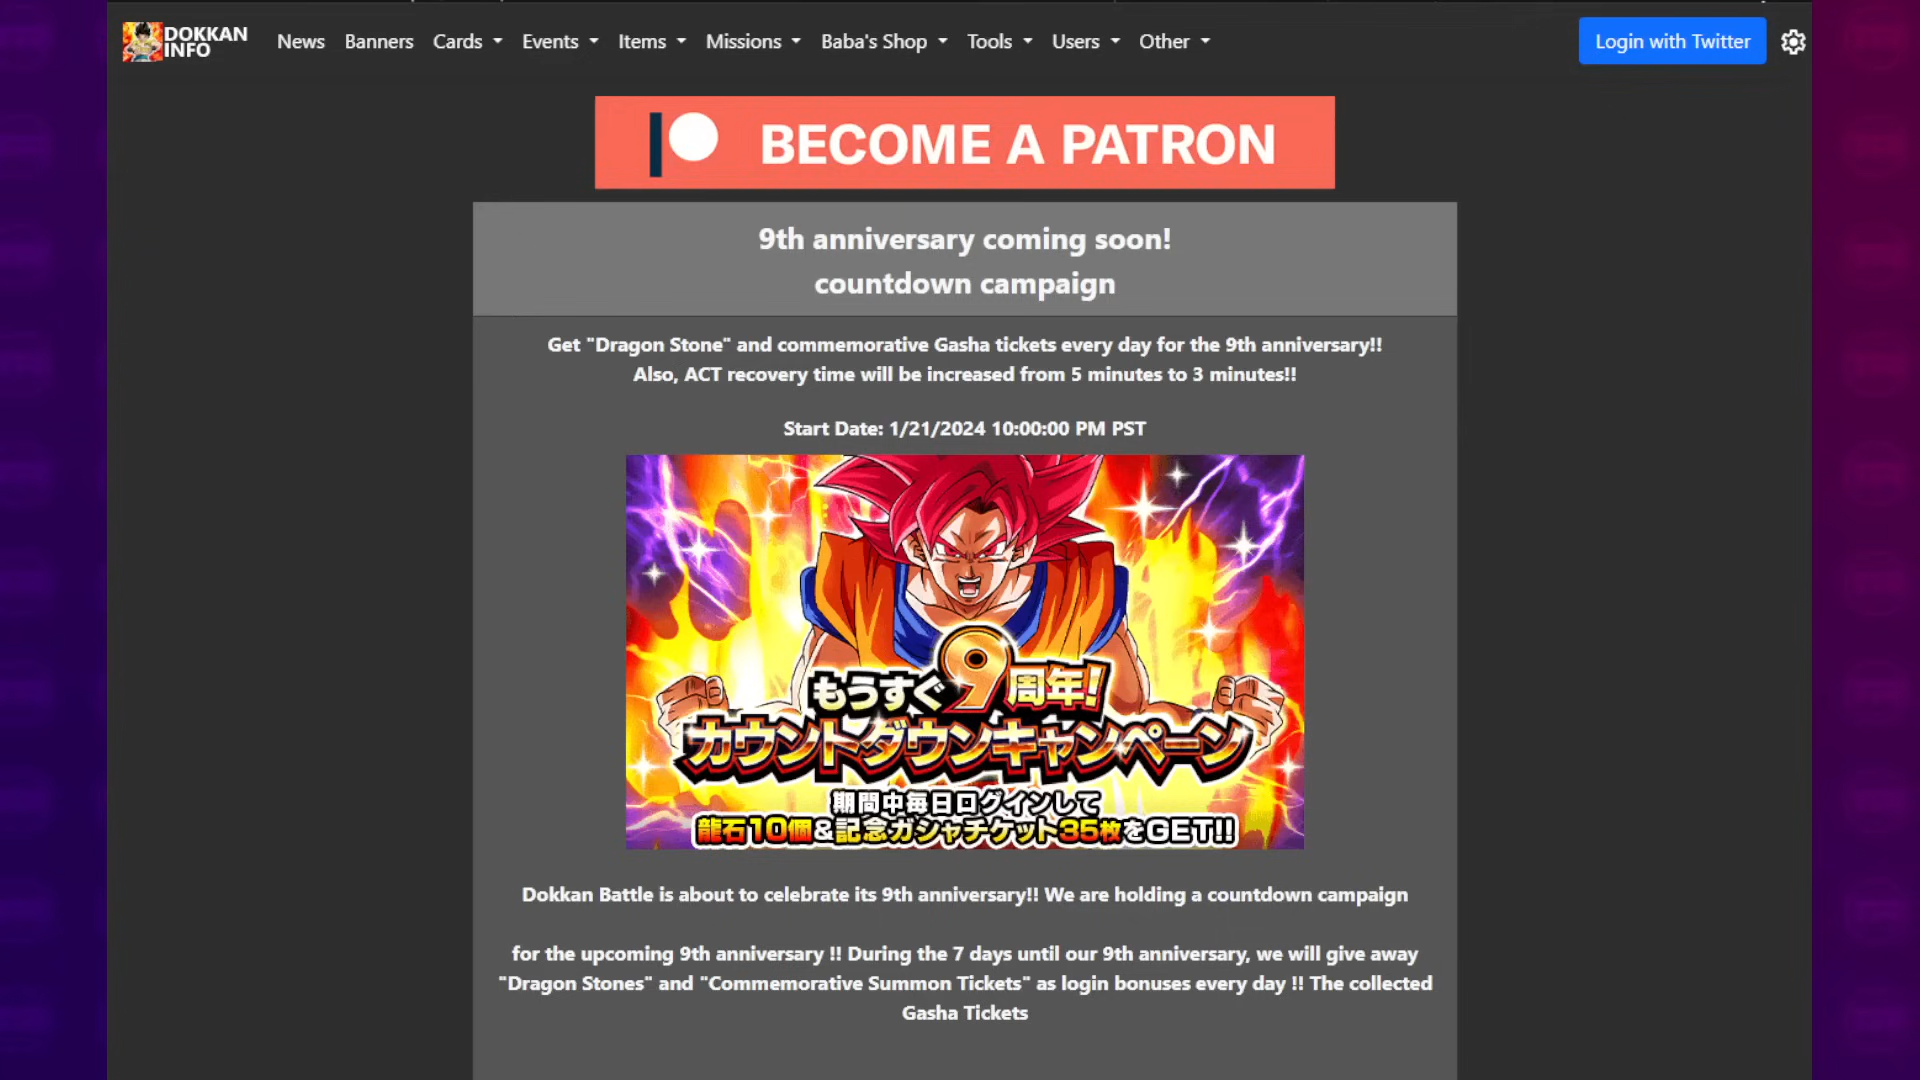 DOKKAN
INFO
News
Banners
Cards
Events
Items
Missions
Baba's Shop
Tools
Users
Other
Login with Twitter
BECOME A PATRON
9th anniversary coming soon!
countdown campaign
Get "Dragon Stone" and commemorative Gasha tickets every day for the 9th anniversary!!
Also, ACT recovery time will be increased from 5 minutes to 3 minutes!!
Start Date: 1/21/2024 10:00:00 PM PST
もうすぐ9周年!
カウントダウンキャンペーン
期間中毎日ログインして
龍石10個&記念ガシャチケット35枚をGET!!
Dokkan Battle is about to celebrate its 9th anniversary!! We are holding a countdown campaign
for the upcoming 9th anniversary !! During the 7 days until our 9th anniversary, we will give away
"Dragon Stones" and "Commemorative Summon Tickets" as login bonuses every day !! The collected
Gasha Tickets